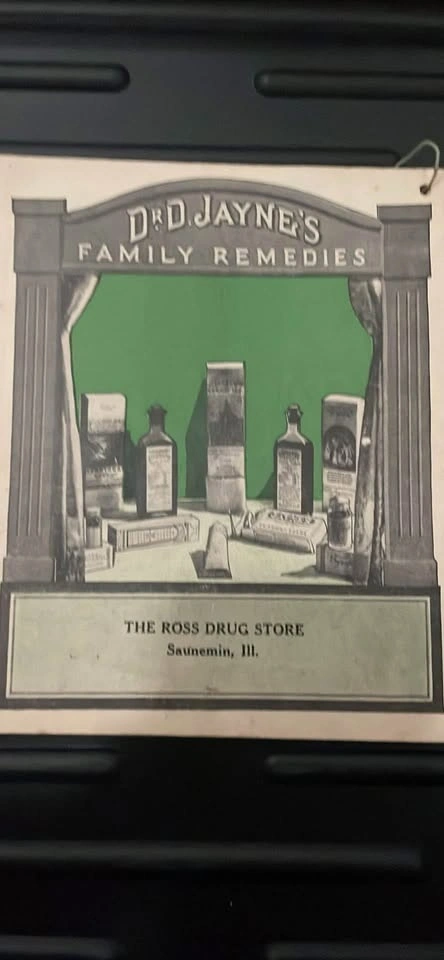 DR. D. JAYNE'S
FAMILY REMEDIES
THE ROSS DRUG STORE
Saunemin, Ill.